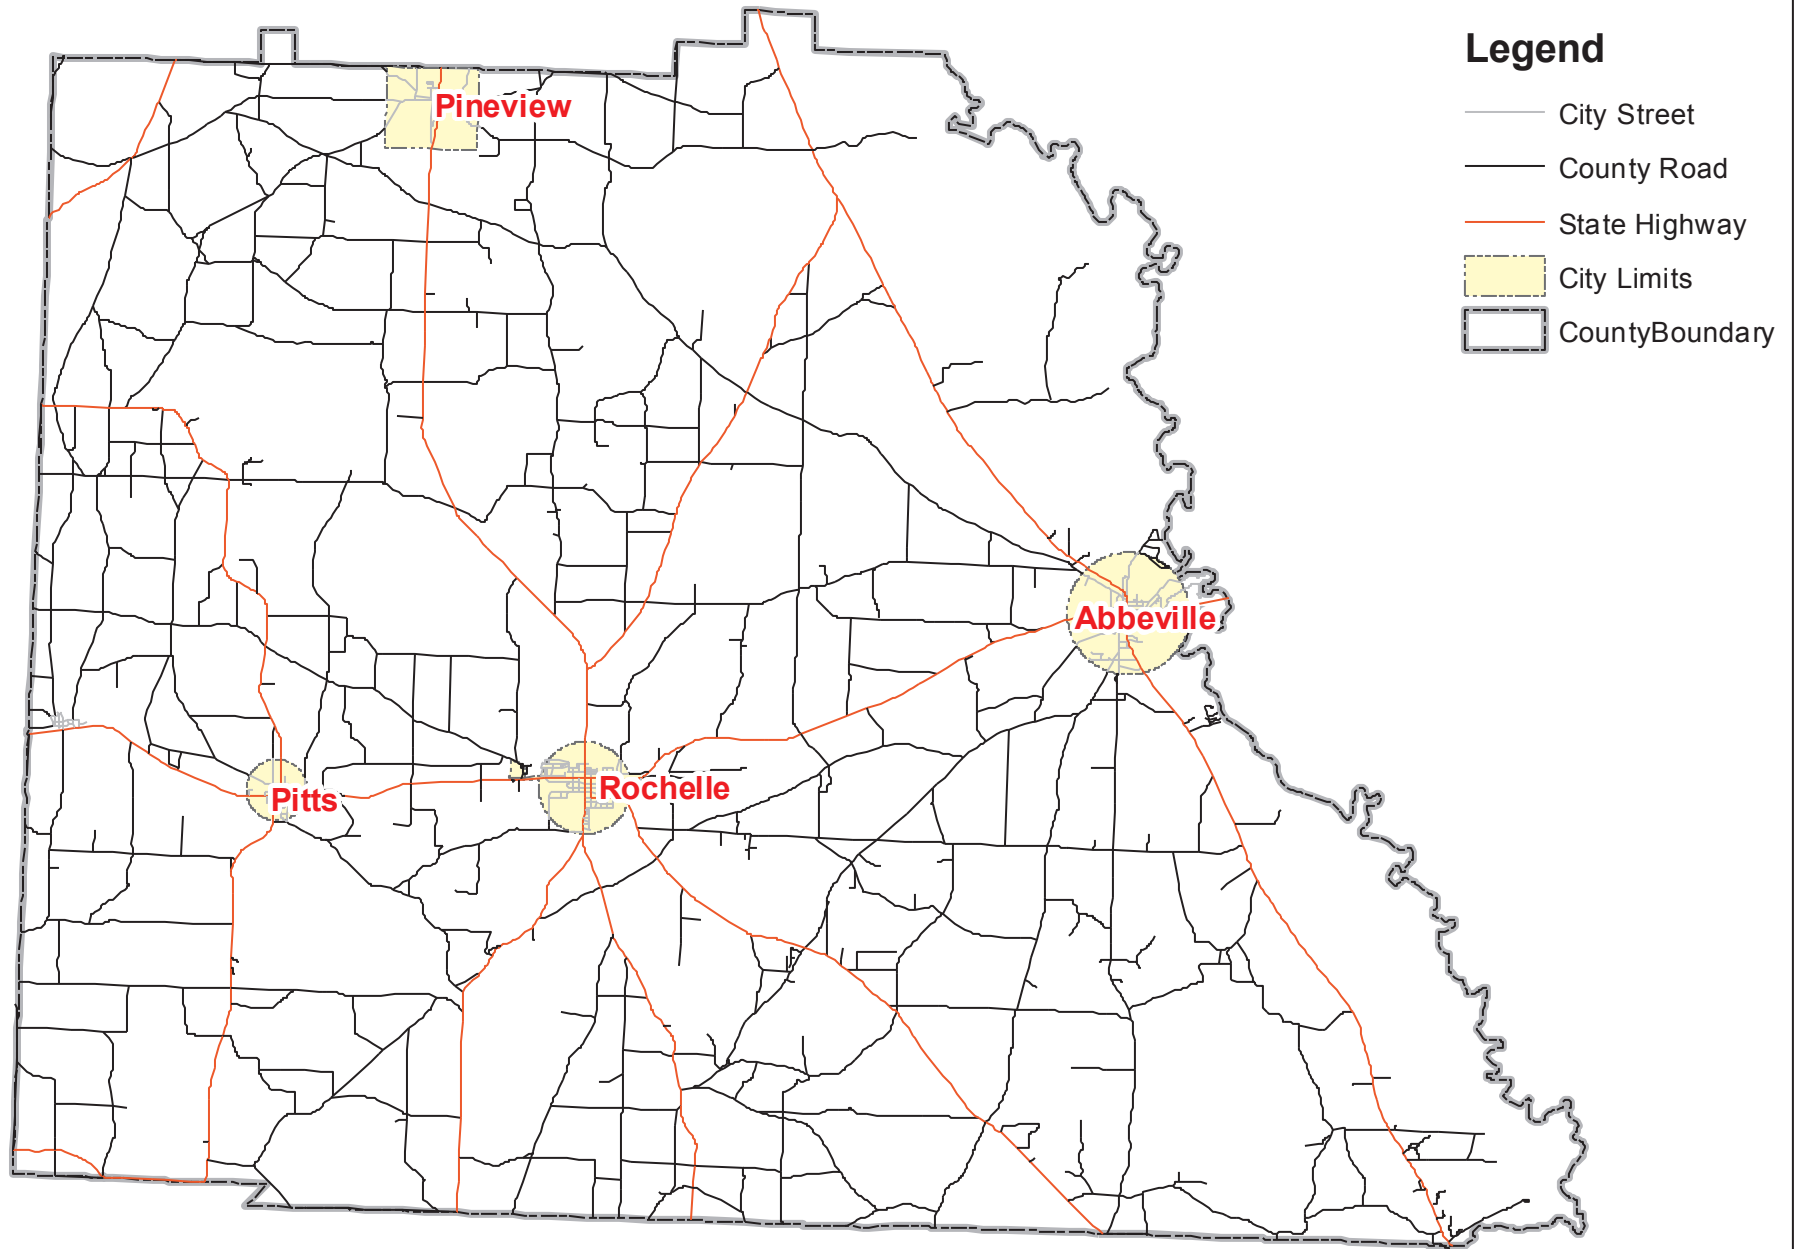 Legend
City Street
County Road
State Highway
City Limits
CountyBoundary
Pineview
Abbeville
Rochelle
Pitts